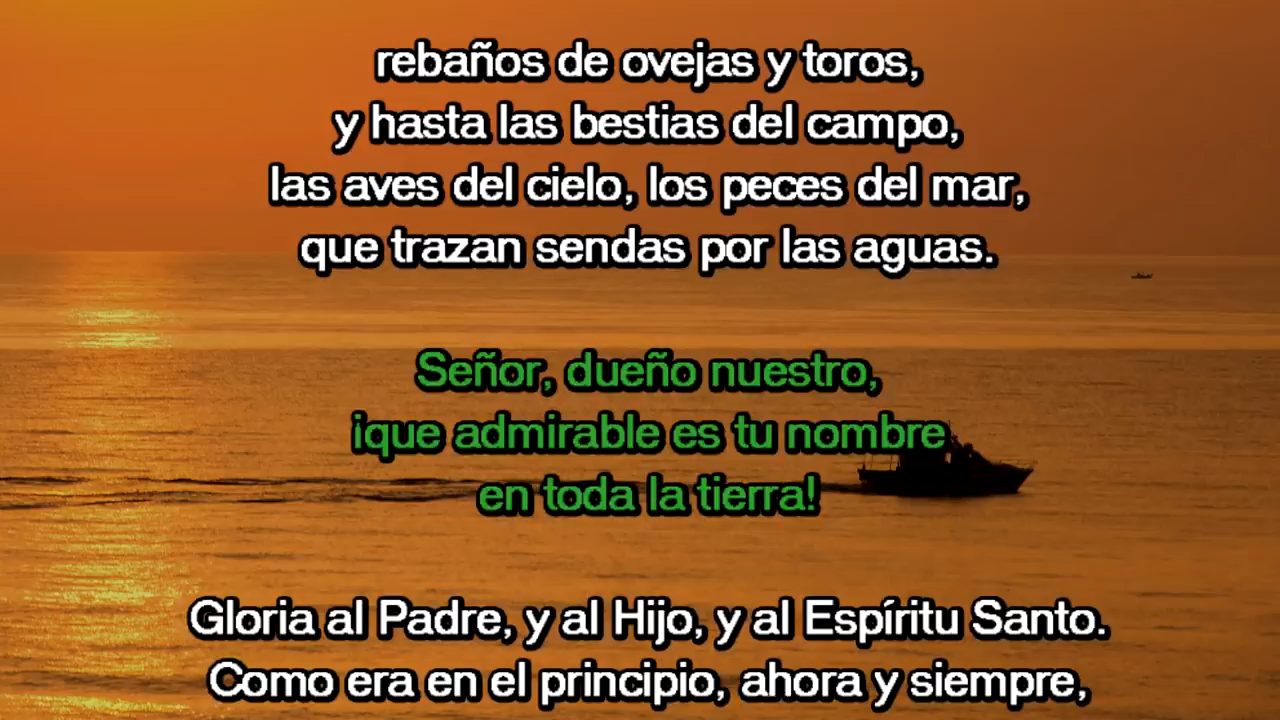 rebaños de ovejas y toros,
y hasta las bestias del campo,
las aves del cielo, los peces del mar,
que trazan sendas por las aguas.
Señor, dueño nuestro,
¡que admirable es tu nombre
en toda la tierra!
Gloria al Padre, y al Hijo, y al Espíritu Santo.
Como era en el principio, ahora y siempre,